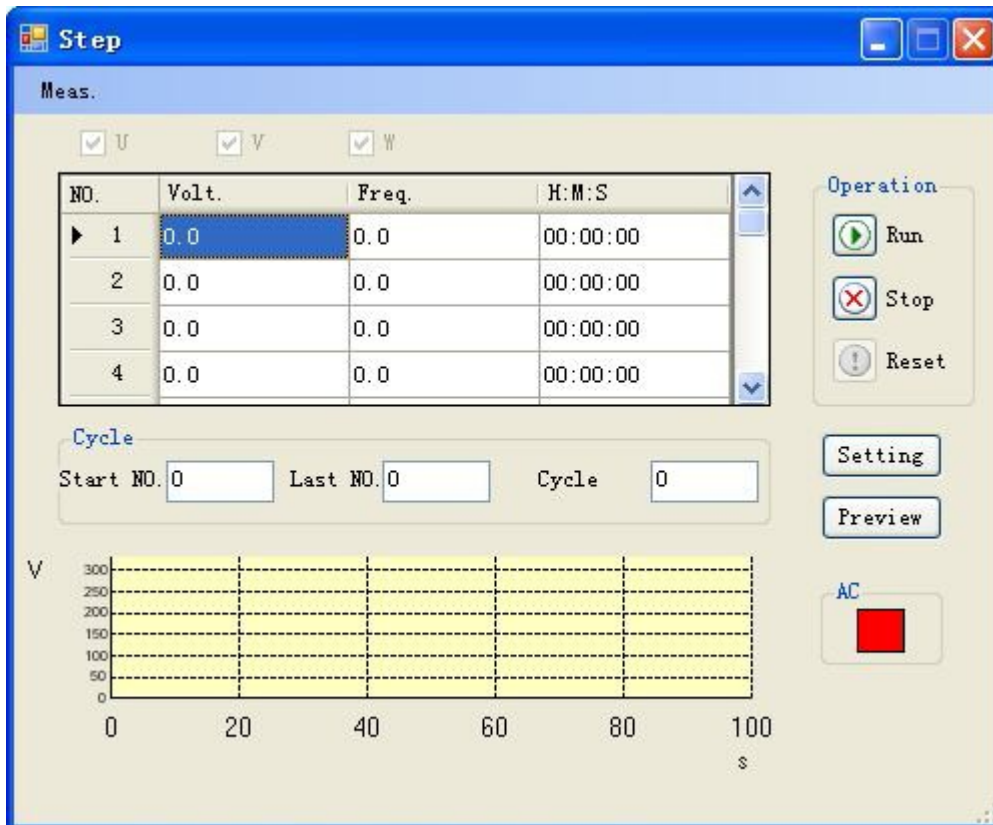 Step
Meas.
U V W
NO. Volt. Freq. H:M:S
1 0.0 0.0 00:00:00
2 0.0 0.0 00:00:00
3 0.0 0.0 00:00:00
4 0.0 0.0 00:00:00
Operation
Run
Stop
Reset
Cycle
Start NO. 0 Last NO. 0 Cycle 0
Setting
Preview
V
300
250
200
150
100
50
0
0 20 40 60 80 100
s
AC